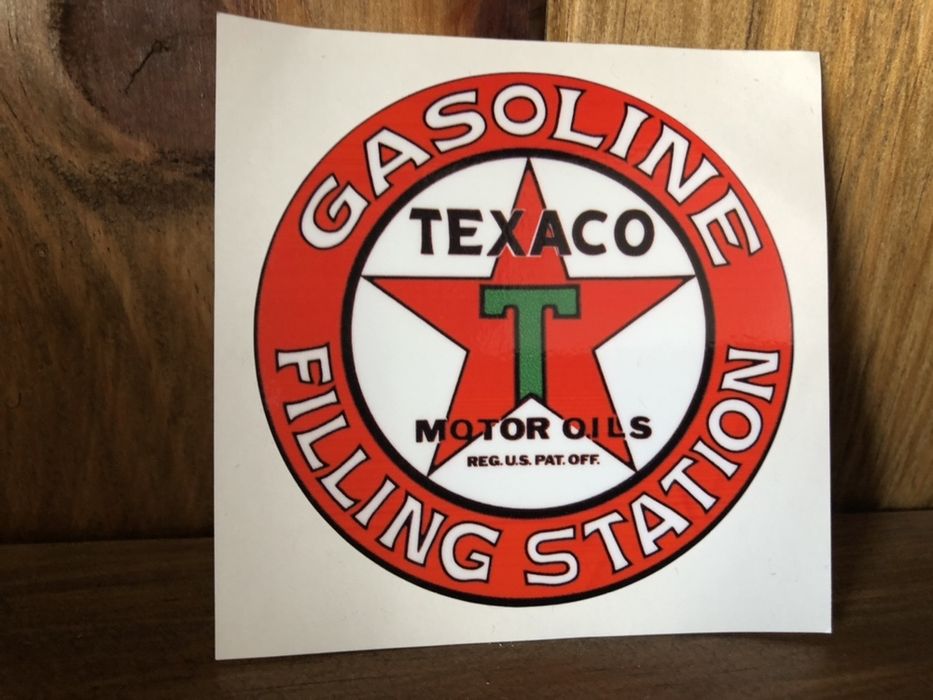 GASOLINE
TEXACO
T
MOTOR OILS
REG. U.S. PAT. OFF.
FILLING STATION